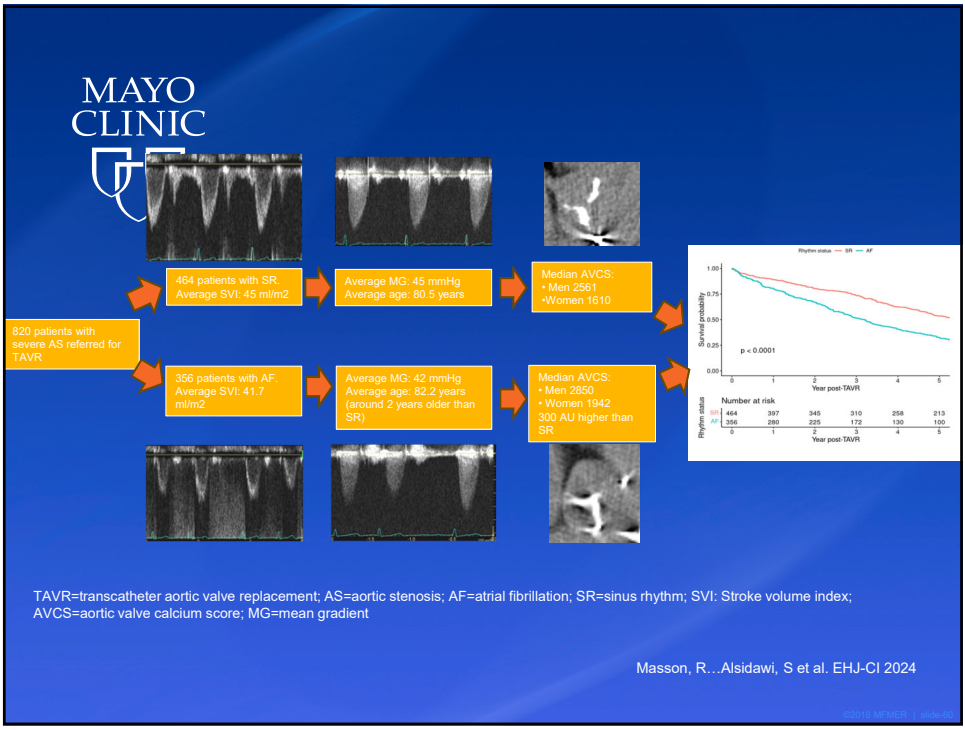 MAYO
CLINIC
820 patients with
severe AS referred for
TAVR
464 patients with SR.
Average SVI: 45 ml/m2
Average MG: 45 mmHg
Average age: 80.5 years
Median AVCS:
• Men 2561
•Women 1610
356 patients with AF.
Average SVI: 41.7
ml/m2
Average MG: 42 mmHg
Average age: 82.2 years
(around 2 years older than
SR)
Median AVCS:
• Men 2850
• Women 1942
300 AU higher than
SR
Rhythm status SR AF
Survival probability
1.00
0.75
0.50
0.25
0.00
p < 0.0001
0 1 2 3 4 5
Year post-TAVR
Number at risk
Rhythm status
SR 464 397 345 310 258 213
AF 356 280 225 172 130 100
0 1 2 3 4 5
Year post-TAVR
TAVR=transcatheter aortic valve replacement; AS=aortic stenosis; AF=atrial fibrillation; SR=sinus rhythm; SVI: Stroke volume index;
AVCS=aortic valve calcium score; MG=mean gradient
Masson, R…Alsidawi, S et al. EHJ-CI 2024
©2019 MFMER | slide-60